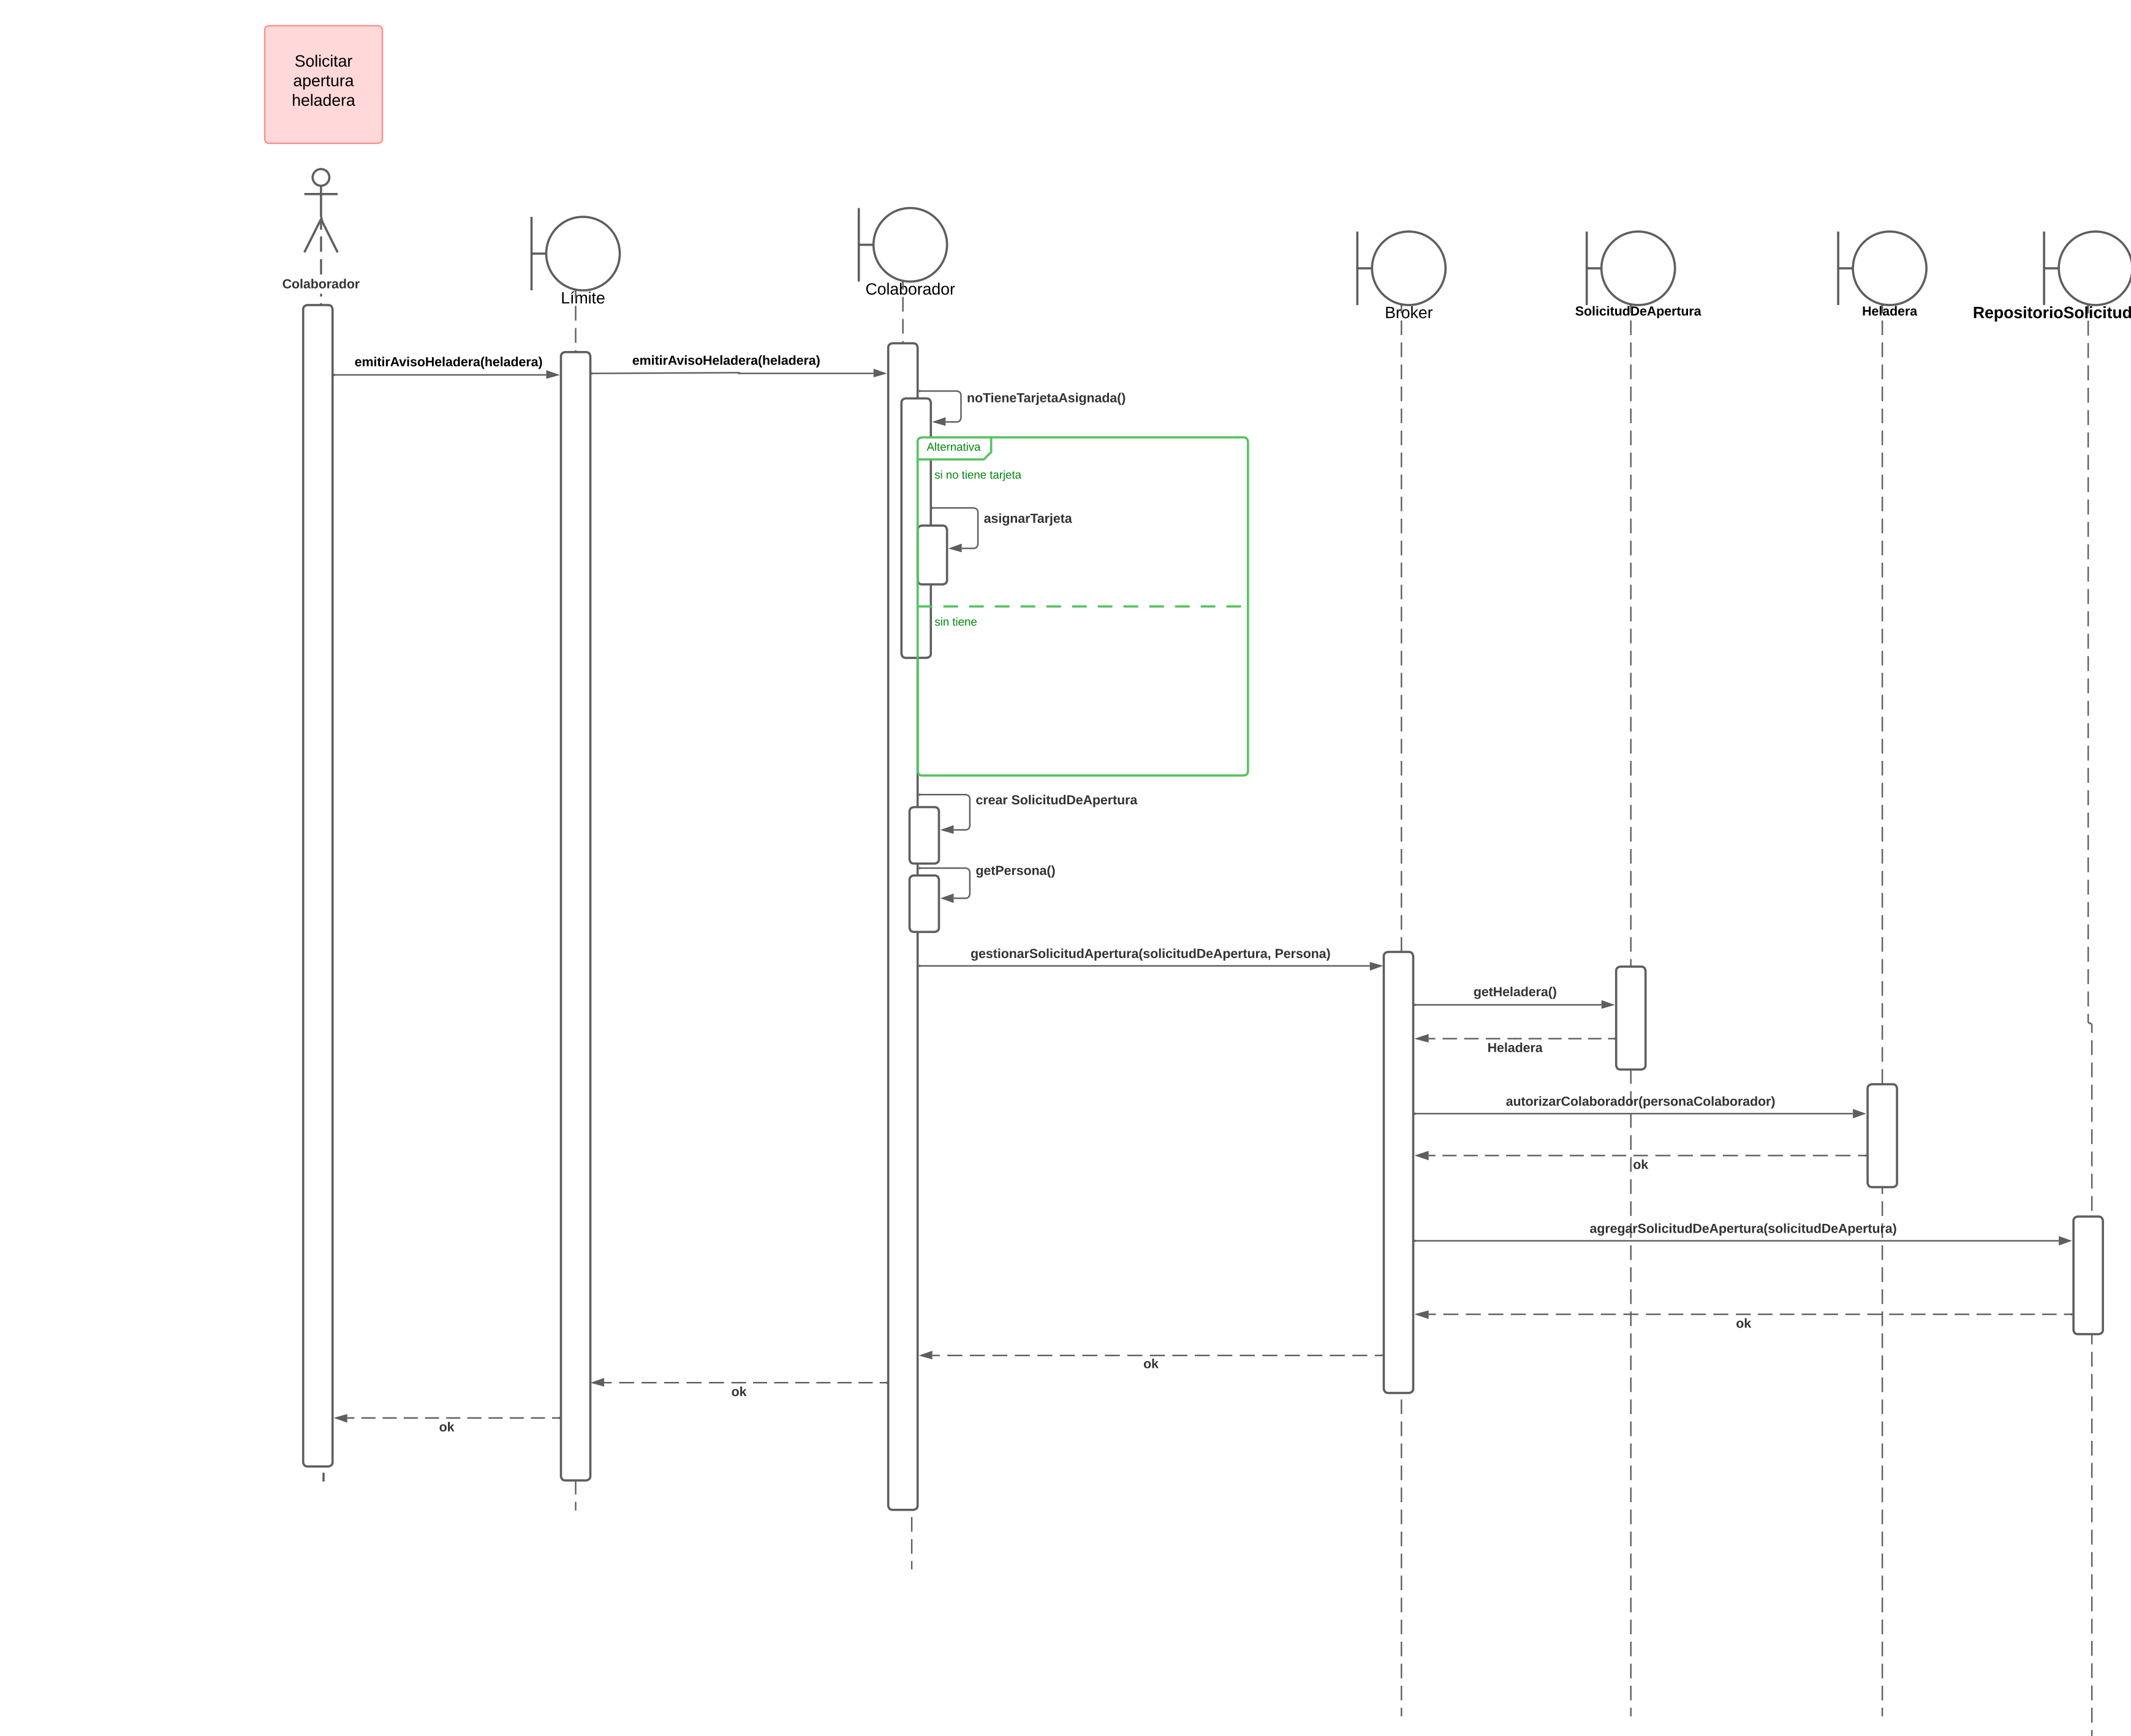 Solicitar
apertura
heladera
Colaborador
Límite
Colaborador
Broker
SolicitudDeApertura
Heladera
RepositorioSolicitud
emitirAvisoHeladera(heladera)
emitirAvisoHeladera(heladera)
noTieneTarjetaAsignada()
Alternativa
si no tiene tarjeta
asignarTarjeta
sin tiene
crear SolicitudDeApertura
getPersona()
gestionarSolicitudApertura(solicitudDeApertura, Persona)
getHeladera()
Heladera
autorizarColaborador(personaColaborador)
ok
agregarSolicitudDeApertura(solicitudDeApertura)
ok
ok
ok
ok